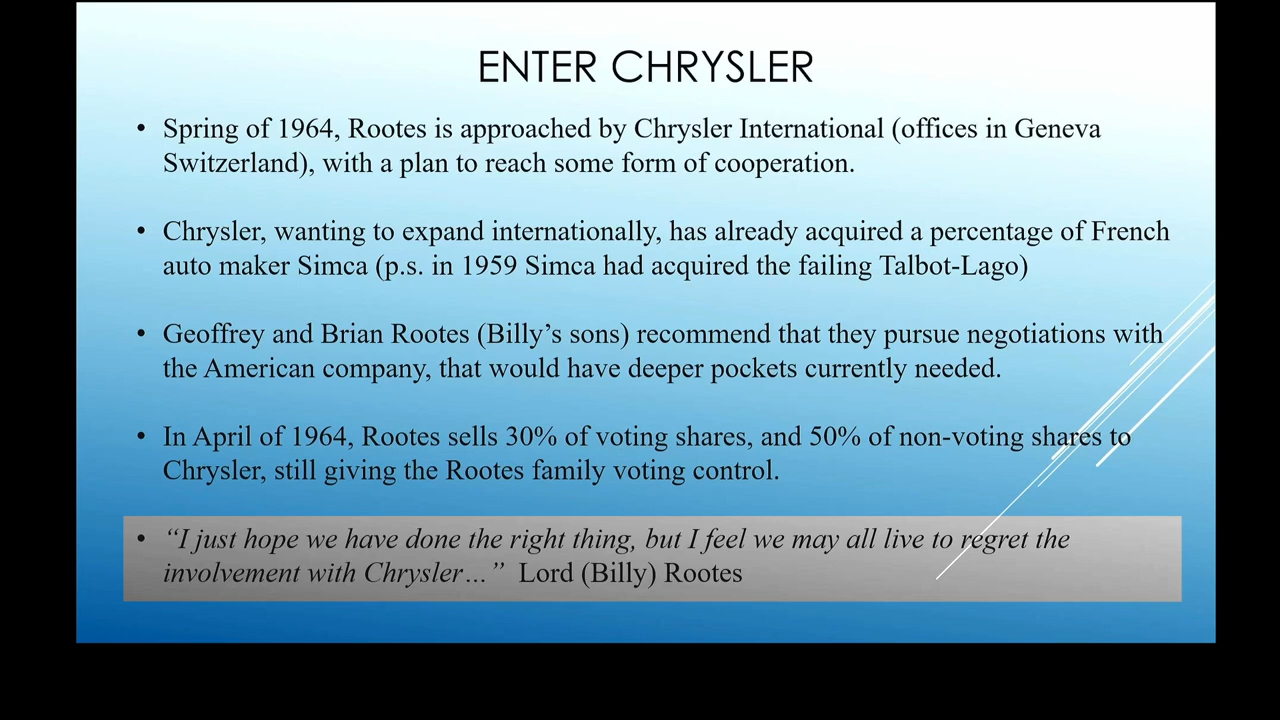 ENTER CHRYSLER
• Spring of 1964, Rootes is approached by Chrysler International (offices in Geneva
Switzerland), with a plan to reach some form of cooperation.
• Chrysler, wanting to expand internationally, has already acquired a percentage of French
auto maker Simca (p.s. in 1959 Simca had acquired the failing Talbot-Lago)
• Geoffrey and Brian Rootes (Billy’s sons) recommend that they pursue negotiations with
the American company, that would have deeper pockets currently needed.
• In April of 1964, Rootes sells 30% of voting shares, and 50% of non-voting shares to
Chrysler, still giving the Rootes family voting control.
• “I just hope we have done the right thing, but I feel we may all live to regret the
involvement with Chrysler…” Lord (Billy) Rootes